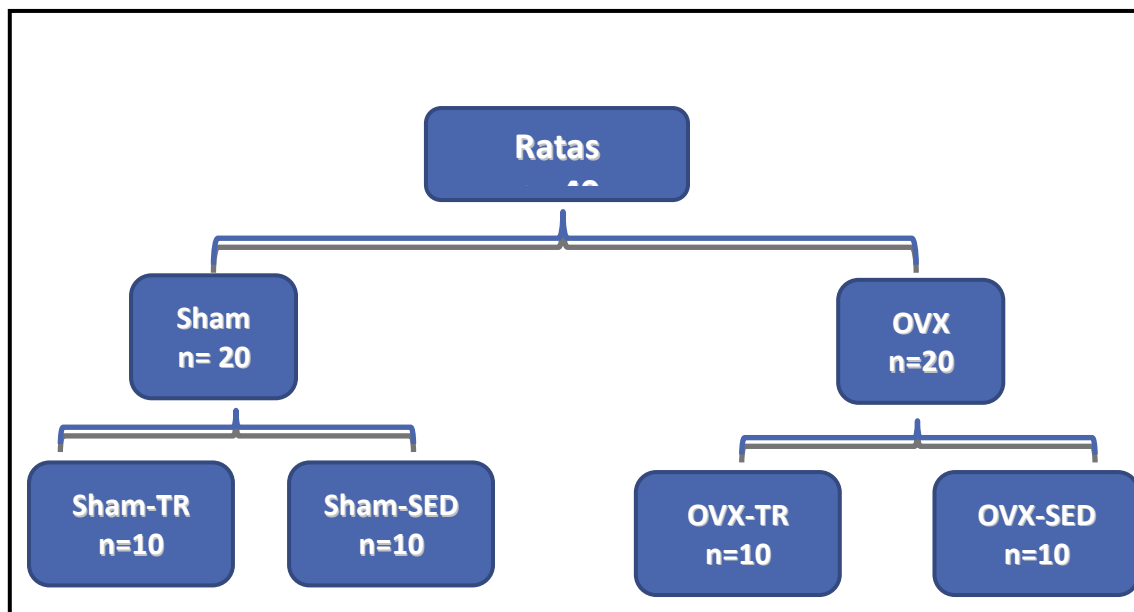 Ratas
Sham
n= 20
OVX
n=20
Sham-TR
n=10
Sham-SED
n=10
OVX-TR
n=10
OVX-SED
n=10